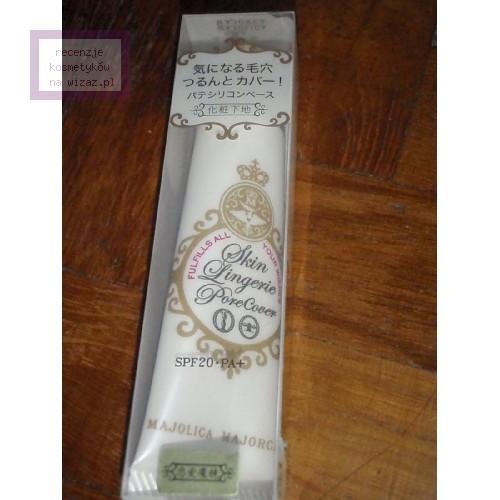 recenzje
kosmetyków
na wizaz.pl
気になる毛穴
つるんとカバー!
パテシリコンベース
化粧下地
FULFILLS ALL YOUR
Skin
Lingerie
PoreCover
SPF20・PA+
MAJOLICA MAJORCA